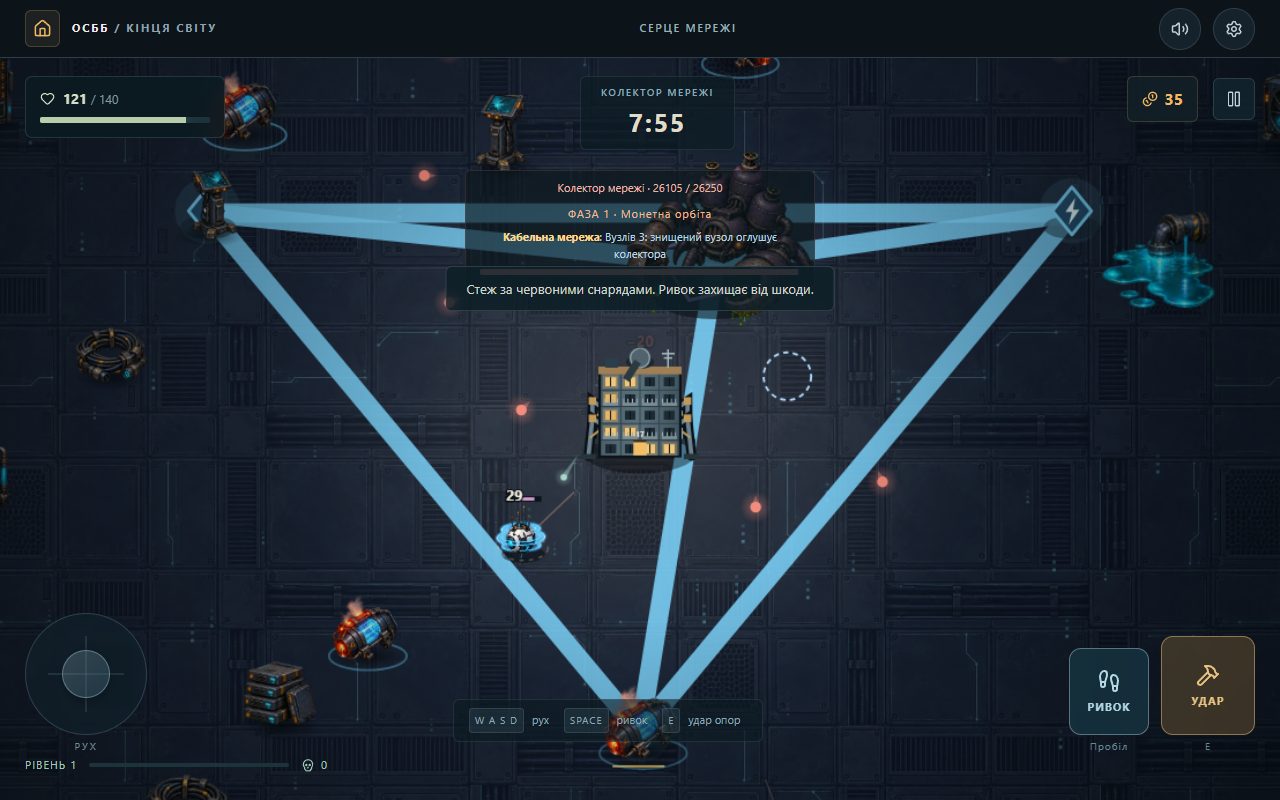 ОСББ / КІНЦЯ СВІТУ
СЕРЦЕ МЕРЕЖІ
121 / 140
КОЛЕКТОР МЕРЕЖІ
7:55
35
Колектор мережі · 26105 / 26250
ФАЗА 1 · Монетна орбіта
Кабельна мережа: Вузлів 3: знищений вузол оглушує
колектора
Стеж за червоними снарядами. Ривок захищає від шкоди.
-20
17
29
W A S D рух SPACE ривок E удар опор
РУХ
РІВЕНЬ 1
0
РИВОК
Пробіл
УДАР
E